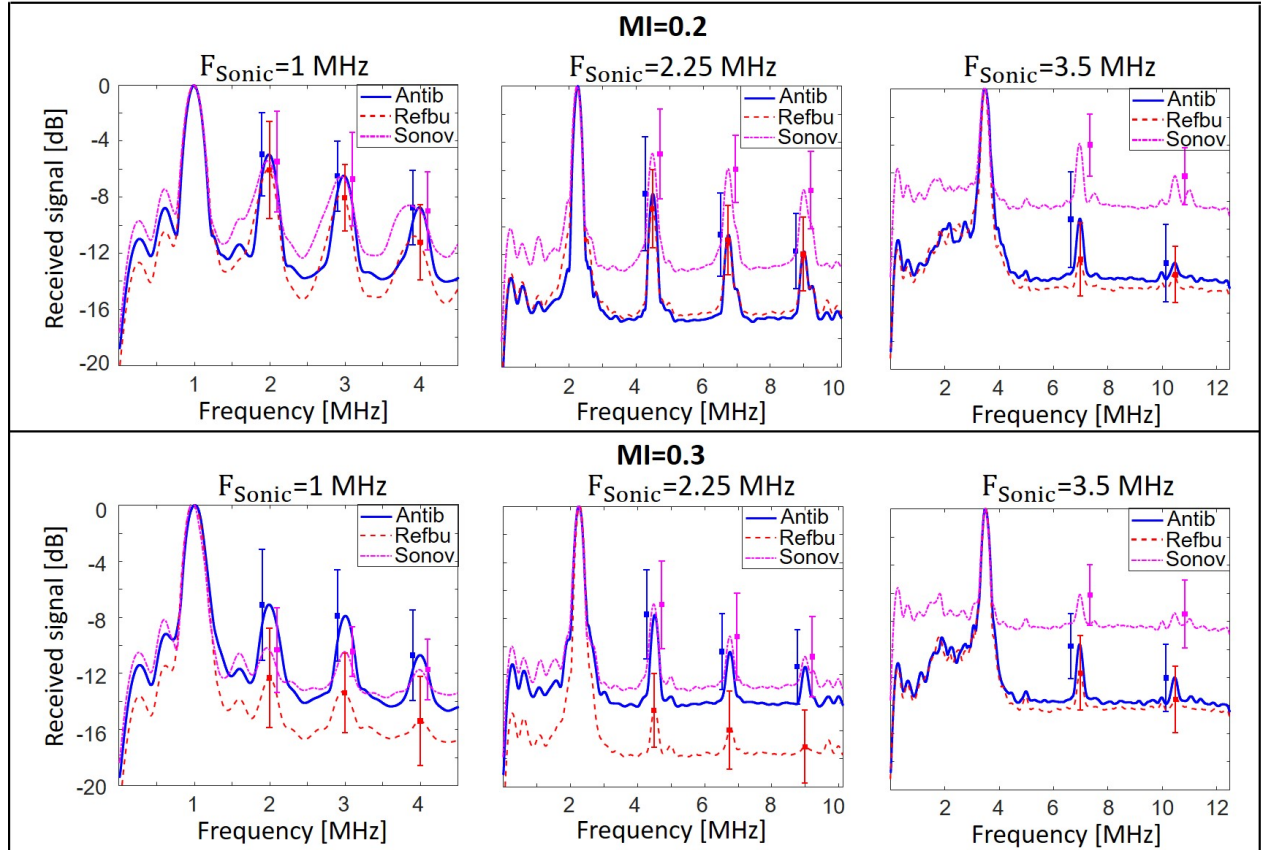 MI=0.2
F_Sonic=1 MHz
F_Sonic=2.25 MHz
F_Sonic=3.5 MHz
Received signal [dB]
0
-4
-8
-12
-16
-20
Antib
Refbu
Sonov
Antib
Refbu
Sonov
Antib
Refbu
Sonov
1 2 3 4
0 2 4 6 8 10
0 2 4 6 8 10 12
Frequency [MHz]
Frequency [MHz]
Frequency [MHz]
MI=0.3
F_Sonic=1 MHz
F_Sonic=2.25 MHz
F_Sonic=3.5 MHz
Received signal [dB]
0
-4
-8
-12
-16
-20
Antib
Refbu
Sonov
Antib
Refbu
Sonov
Antib
Refbu
Sonov
1 2 3 4
0 2 4 6 8 10
0 2 4 6 8 10 12
Frequency [MHz]
Frequency [MHz]
Frequency [MHz]